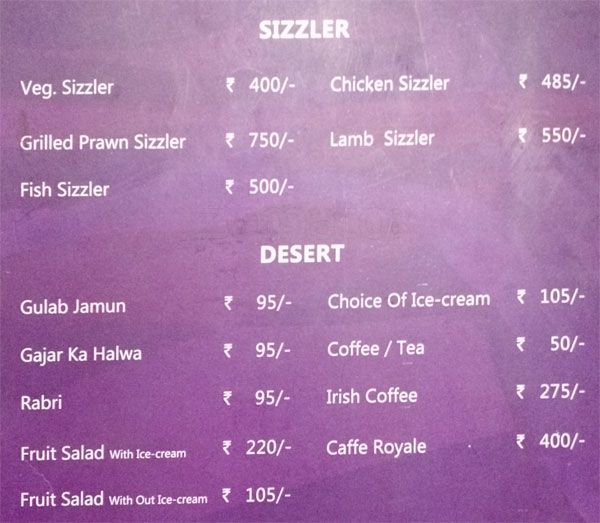 SIZZLER
Veg. Sizzler ₹ 400/- Chicken Sizzler ₹ 485/-
Grilled Prawn Sizzler ₹ 750/- Lamb Sizzler ₹ 550/-
Fish Sizzler ₹ 500/-
DESERT
Gulab Jamun ₹ 95/- Choice Of Ice-cream ₹ 105/-
Gajar Ka Halwa ₹ 95/- Coffee / Tea ₹ 50/-
Rabri ₹ 95/- Irish Coffee ₹ 275/-
Fruit Salad With Ice-cream ₹ 220/- Caffe Royale ₹ 400/-
Fruit Salad With Out Ice-cream ₹ 105/-